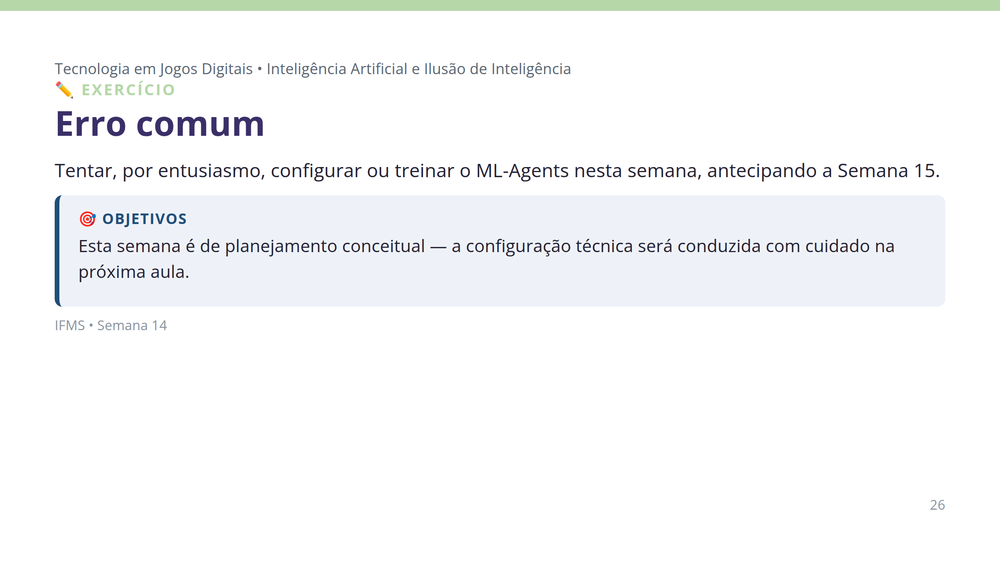 Tecnologia em Jogos Digitais • Inteligência Artificial e Ilusão de Inteligência
✏️ EXERCÍCIO
Erro comum
Tentar, por entusiasmo, configurar ou treinar o ML-Agents nesta semana, antecipando a Semana 15.
🎯 OBJETIVOS
Esta semana é de planejamento conceitual — a configuração técnica será conduzida com cuidado na
próxima aula.
IFMS • Semana 14
26